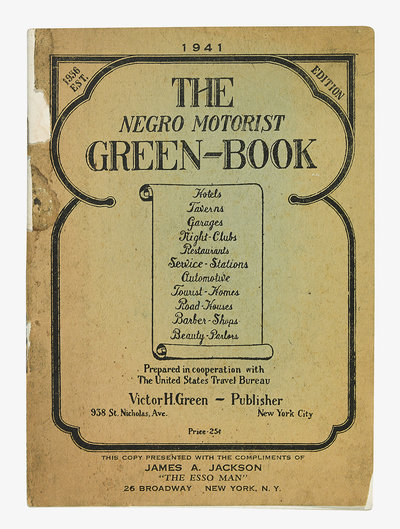 1941
1936
EST.
EDITION
THE
NEGRO MOTORIST
GREEN-BOOK
Hotels
Taverns
Garages
Night-Clubs
Restaurants
Service-Stations
Automotive
Tourist-Homes
Road-Houses
Barber-Shops
Beauty-Parlors
Prepared in cooperation with
The United States Travel Bureau
Victor H. Green – Publisher
938 St. Nicholas, Ave. New York City
Price-25¢
THIS COPY PRESENTED WITH THE COMPLIMENTS OF
JAMES A. JACKSON
"THE ESSO MAN"
26 BROADWAY NEW YORK, N. Y.